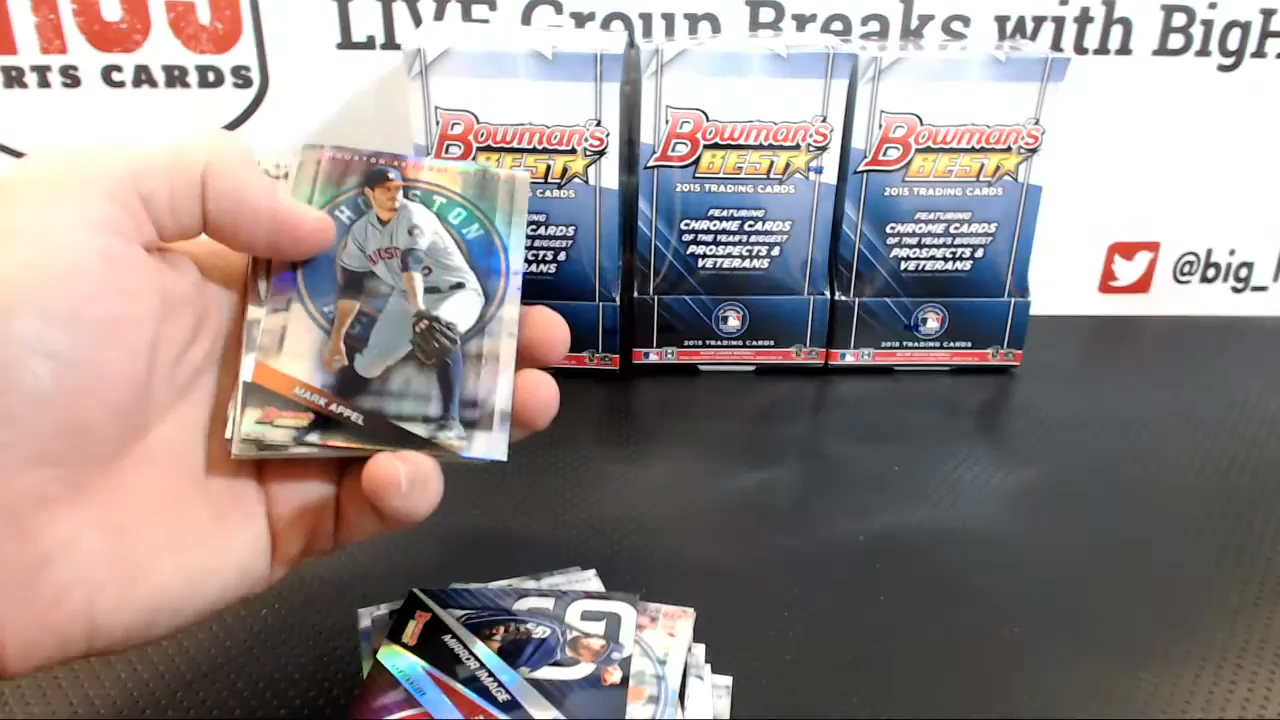 LIVE Group Breaks with BigH
RTS CARDS
BOWMAN'S
BEST
CARDS
BOWMAN'S
BEST
2015 TRADING CARDS
FEATURING
CHROME CARDS
OF THE YEAR'S BIGGEST
PROSPECTS &
VETERANS
2015 TRADING CARDS
BOWMAN'S
BEST
2015 TRADING CARDS
FEATURING
CHROME CARDS
OF THE YEAR'S BIGGEST
PROSPECTS &
VETERANS
2015 TRADING CARDS
@big_
HOUSTON
MARK APPEL
MIRROR IMAGE